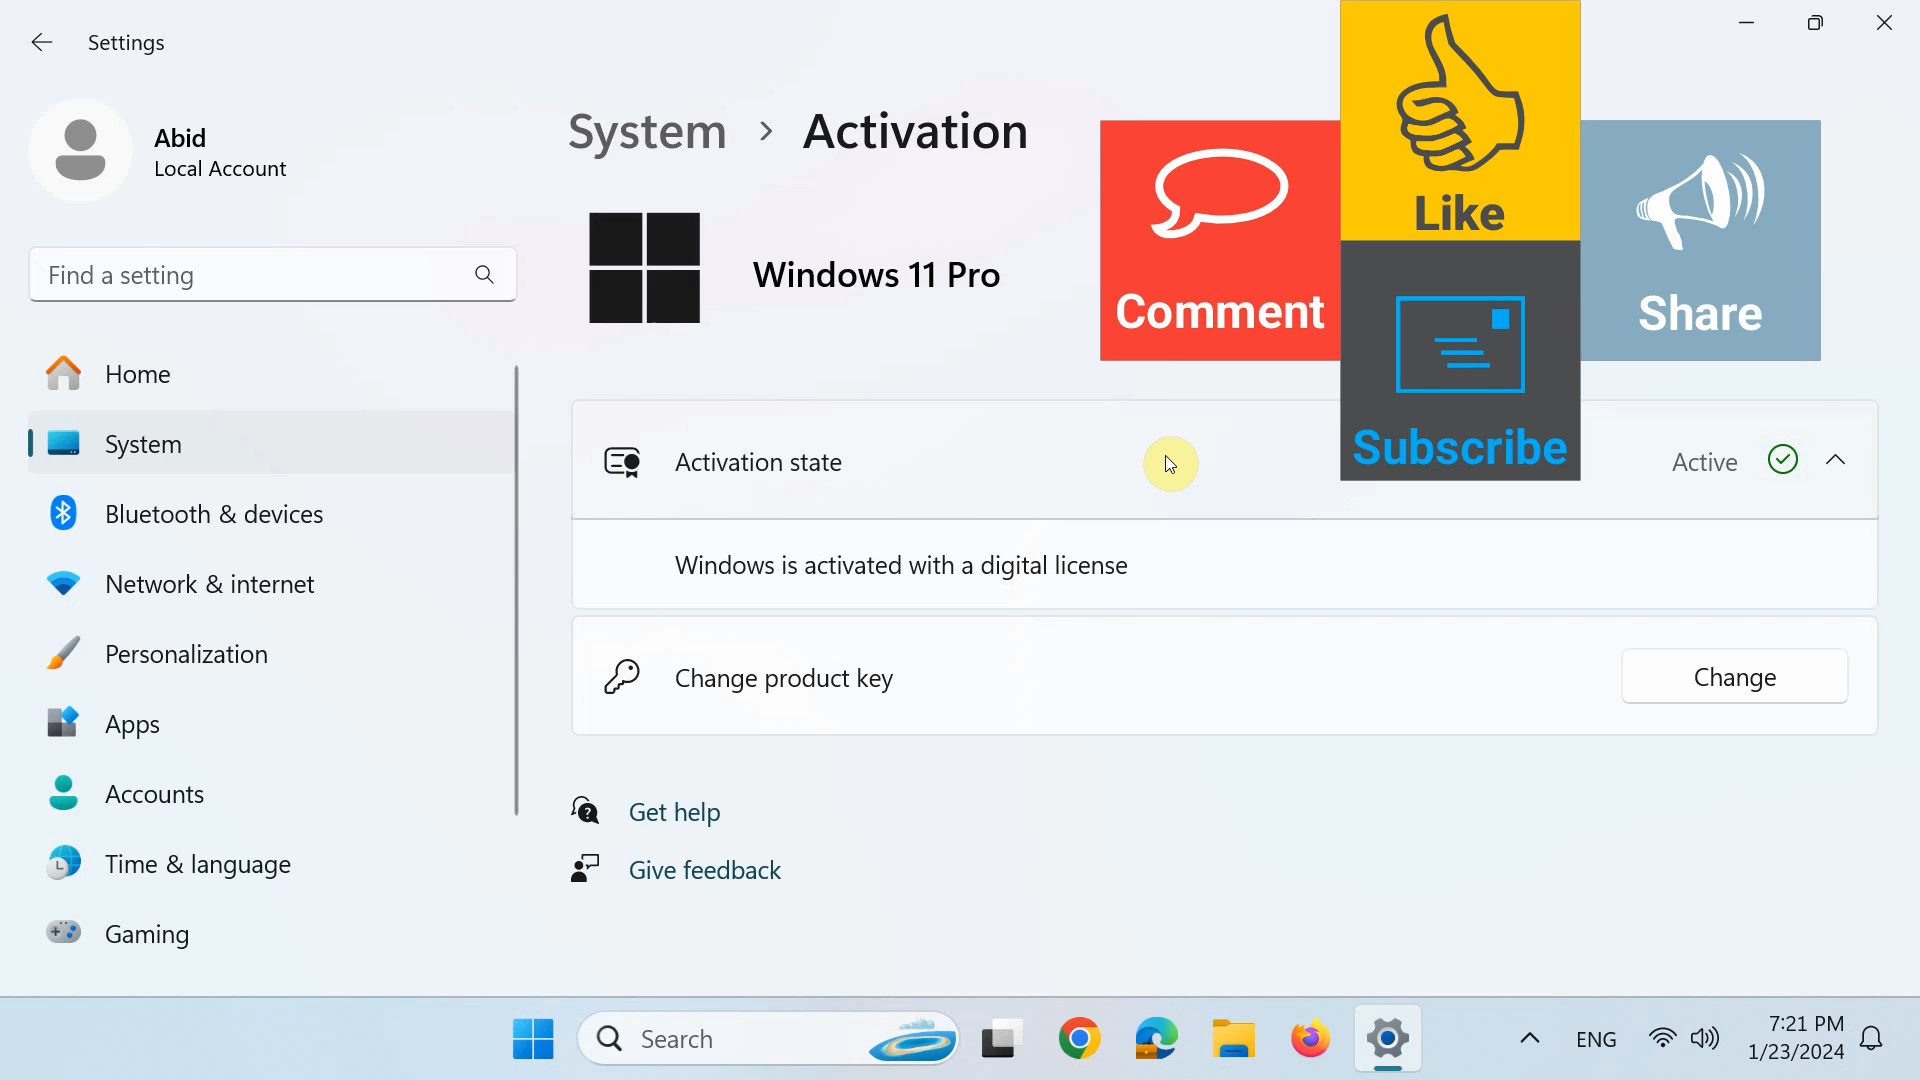 Settings
Abid
Local Account
Find a setting
Home
System
Bluetooth & devices
Network & internet
Personalization
Apps
Accounts
Time & language
Gaming
System > Activation
Windows 11 Pro
Comment
Like
Subscribe
Share
Activation state
Active
Windows is activated with a digital license
Change product key
Change
Get help
Give feedback
Search
ENG
7:21 PM
1/23/2024